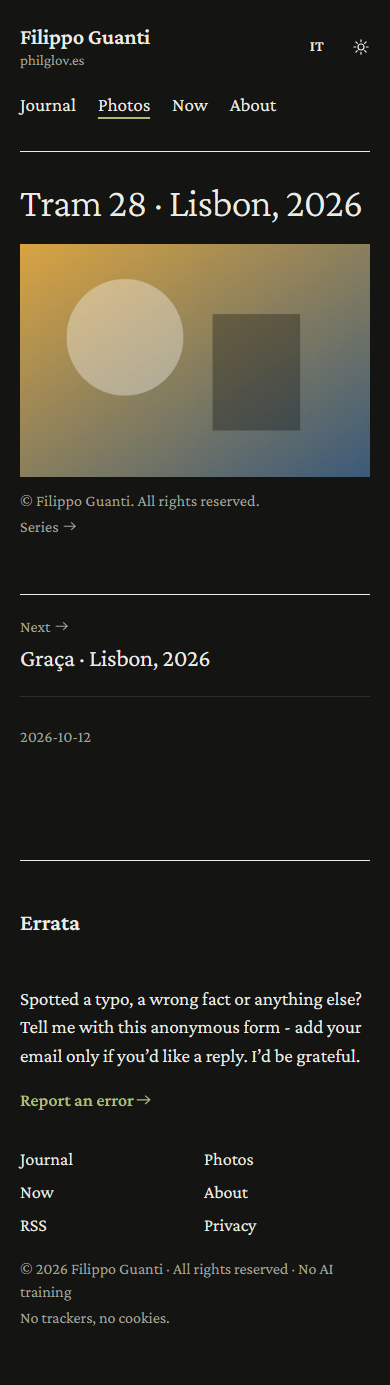 Filippo Guanti
philglov.es
IT
Journal Photos Now About
Tram 28 · Lisbon, 2026
© Filippo Guanti. All rights reserved.
Series →
Next →
Graça · Lisbon, 2026
2026-10-12
Errata
Spotted a typo, a wrong fact or anything else?
Tell me with this anonymous form - add your
email only if you’d like a reply. I’d be grateful.
Report an error →
Journal Photos
Now About
RSS Privacy
© 2026 Filippo Guanti · All rights reserved · No AI
training
No trackers, no cookies.